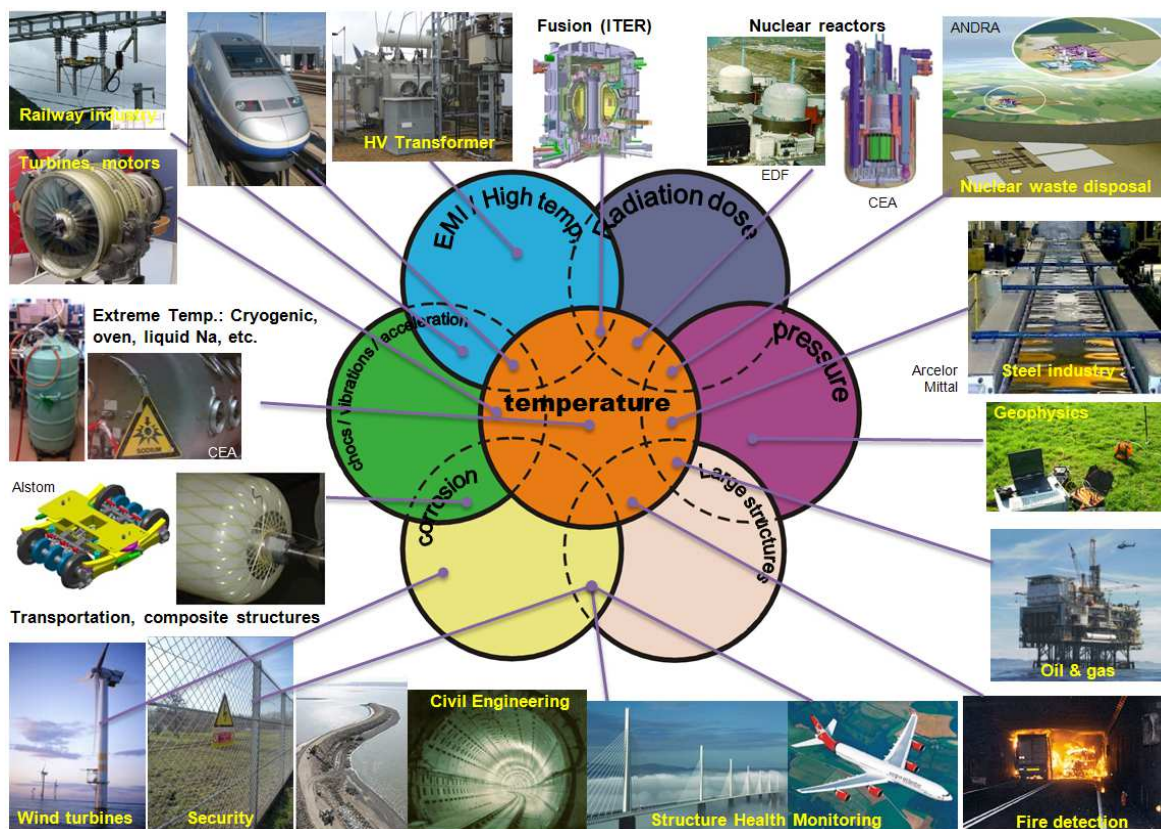 Fusion (ITER)
Nuclear reactors
ANDRA
Railway industry
HV Transformer
EDF
CEA
Nuclear waste disposal
Turbines, motors
EMI / High temp,
Radiation dose
Extreme Temp.: Cryogenic,
oven, liquid Na, etc.
SODIUM
CEA
chocs / vibrations / acceleration
temperature
pressure
Arcelor
Mittal
Steel industry
Geophysics
Alstom
corrosion
Large structures
Transportation, composite structures
Oil & gas
Civil Engineering
Wind turbines
Security
Structure Health Monitoring
Fire detection